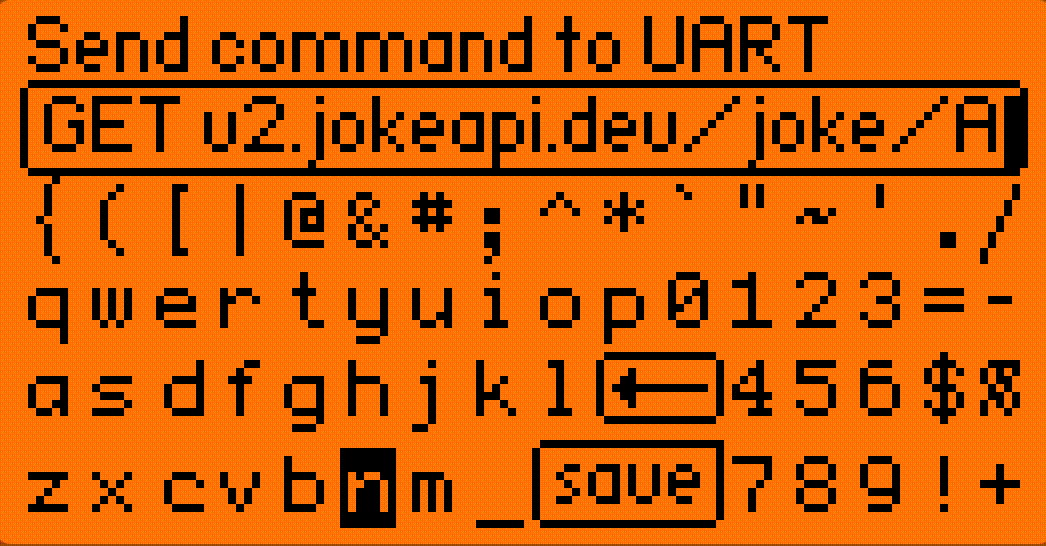 Send command to UART
GET v2.jokeapi.dev/joke/A
{ ( [ | @ & # ; ^ * ` " ~ ' . /
q w e r t y u i o p 0 1 2 3 = -
a s d f g h j k l ← 4 5 6 $ %
z x c v b n m _ save 7 8 9 ! +